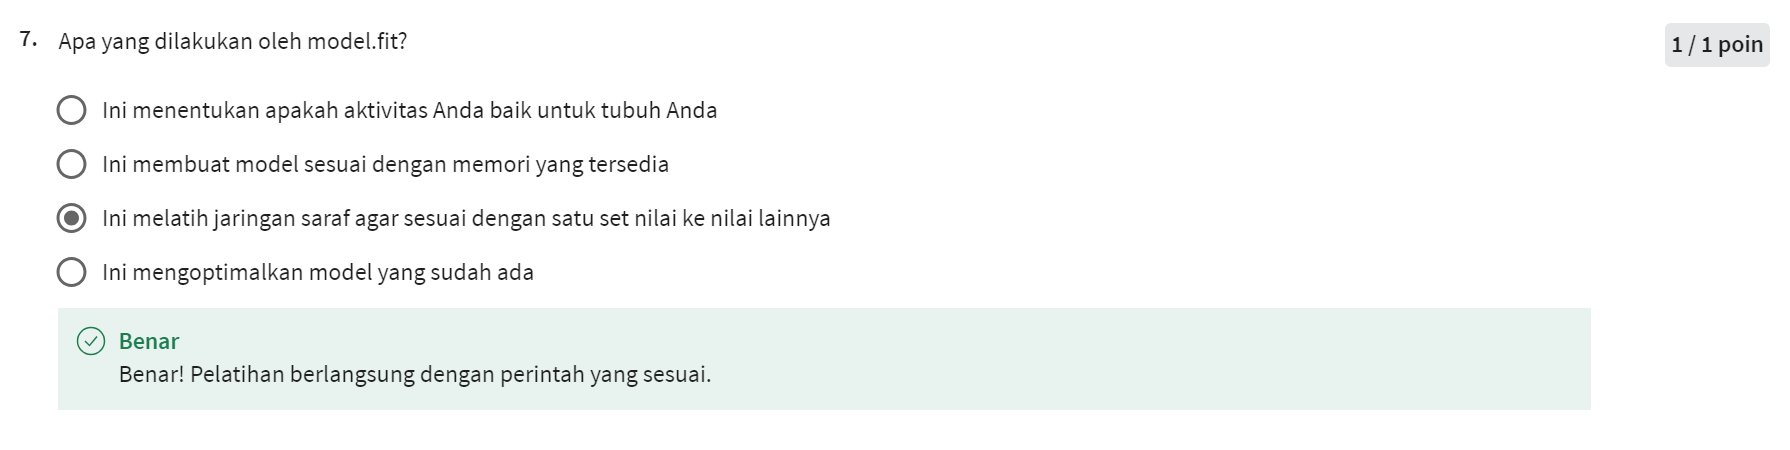 7. Apa yang dilakukan oleh model.fit?
1 / 1 poin
Ini menentukan apakah aktivitas Anda baik untuk tubuh Anda
Ini membuat model sesuai dengan memori yang tersedia
Ini melatih jaringan saraf agar sesuai dengan satu set nilai ke nilai lainnya
Ini mengoptimalkan model yang sudah ada
Benar
Benar! Pelatihan berlangsung dengan perintah yang sesuai.